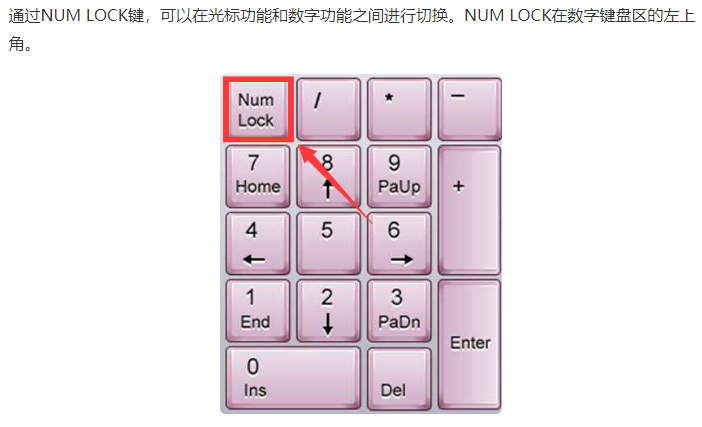 通过NUM LOCK键，可以在光标功能和数字功能之间进行切换。NUM LOCK在数字键盘区的左上
角。
Num
Lock
/
*
−
7
Home
8
↑
9
PaUp
+
4
←
5
6
→
1
End
2
↓
3
PaDn
Enter
0
Ins
Del